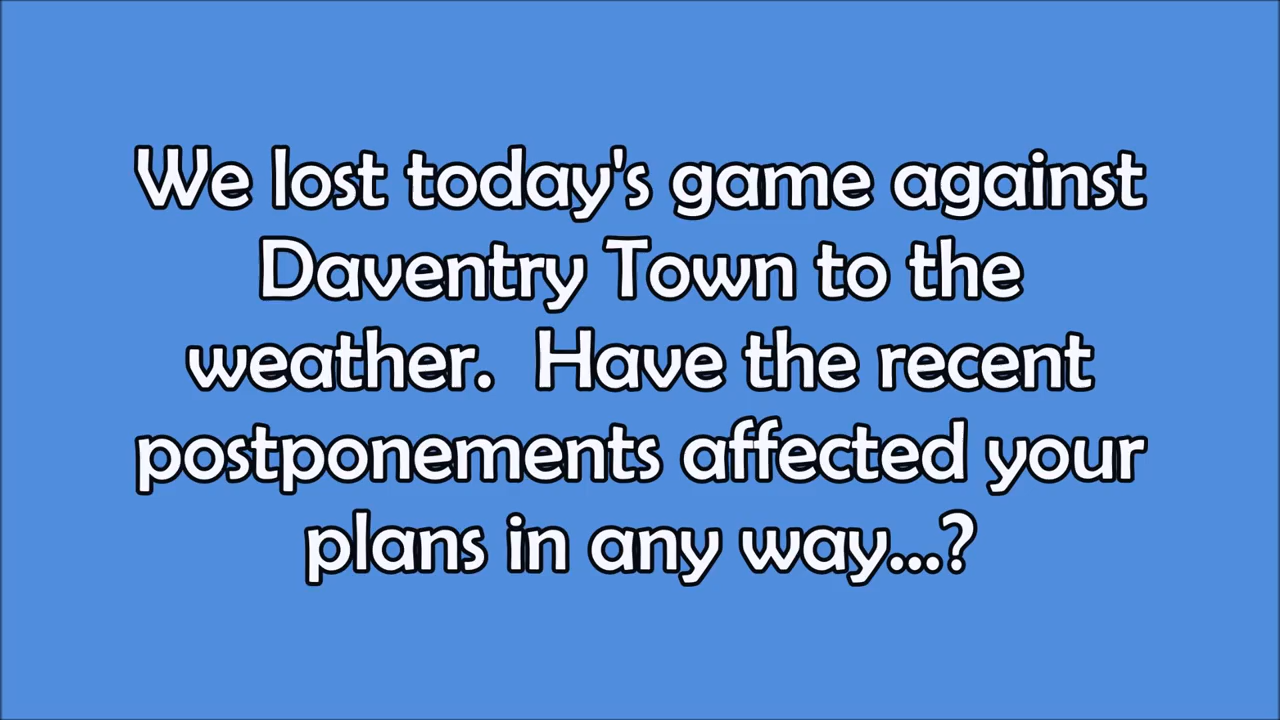 We lost today's game against
Daventry Town to the
weather.  Have the recent
postponements affected your
plans in any way...?